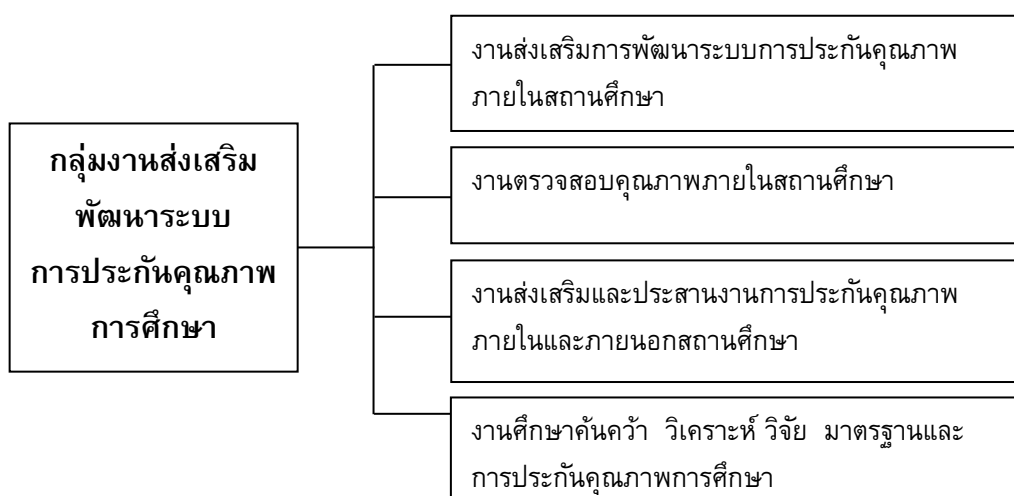 กลุ่มงานส่งเสริม
พัฒนาระบบ
การประกันคุณภาพ
การศึกษา
งานส่งเสริมการพัฒนาระบบการประกันคุณภาพ
ภายในสถานศึกษา
งานตรวจสอบคุณภาพภายในสถานศึกษา
งานส่งเสริมและประสานงานการประกันคุณภาพ
ภายในและภายนอกสถานศึกษา
งานศึกษาค้นคว้า วิเคราะห์ วิจัย มาตรฐานและ
การประกันคุณภาพการศึกษา